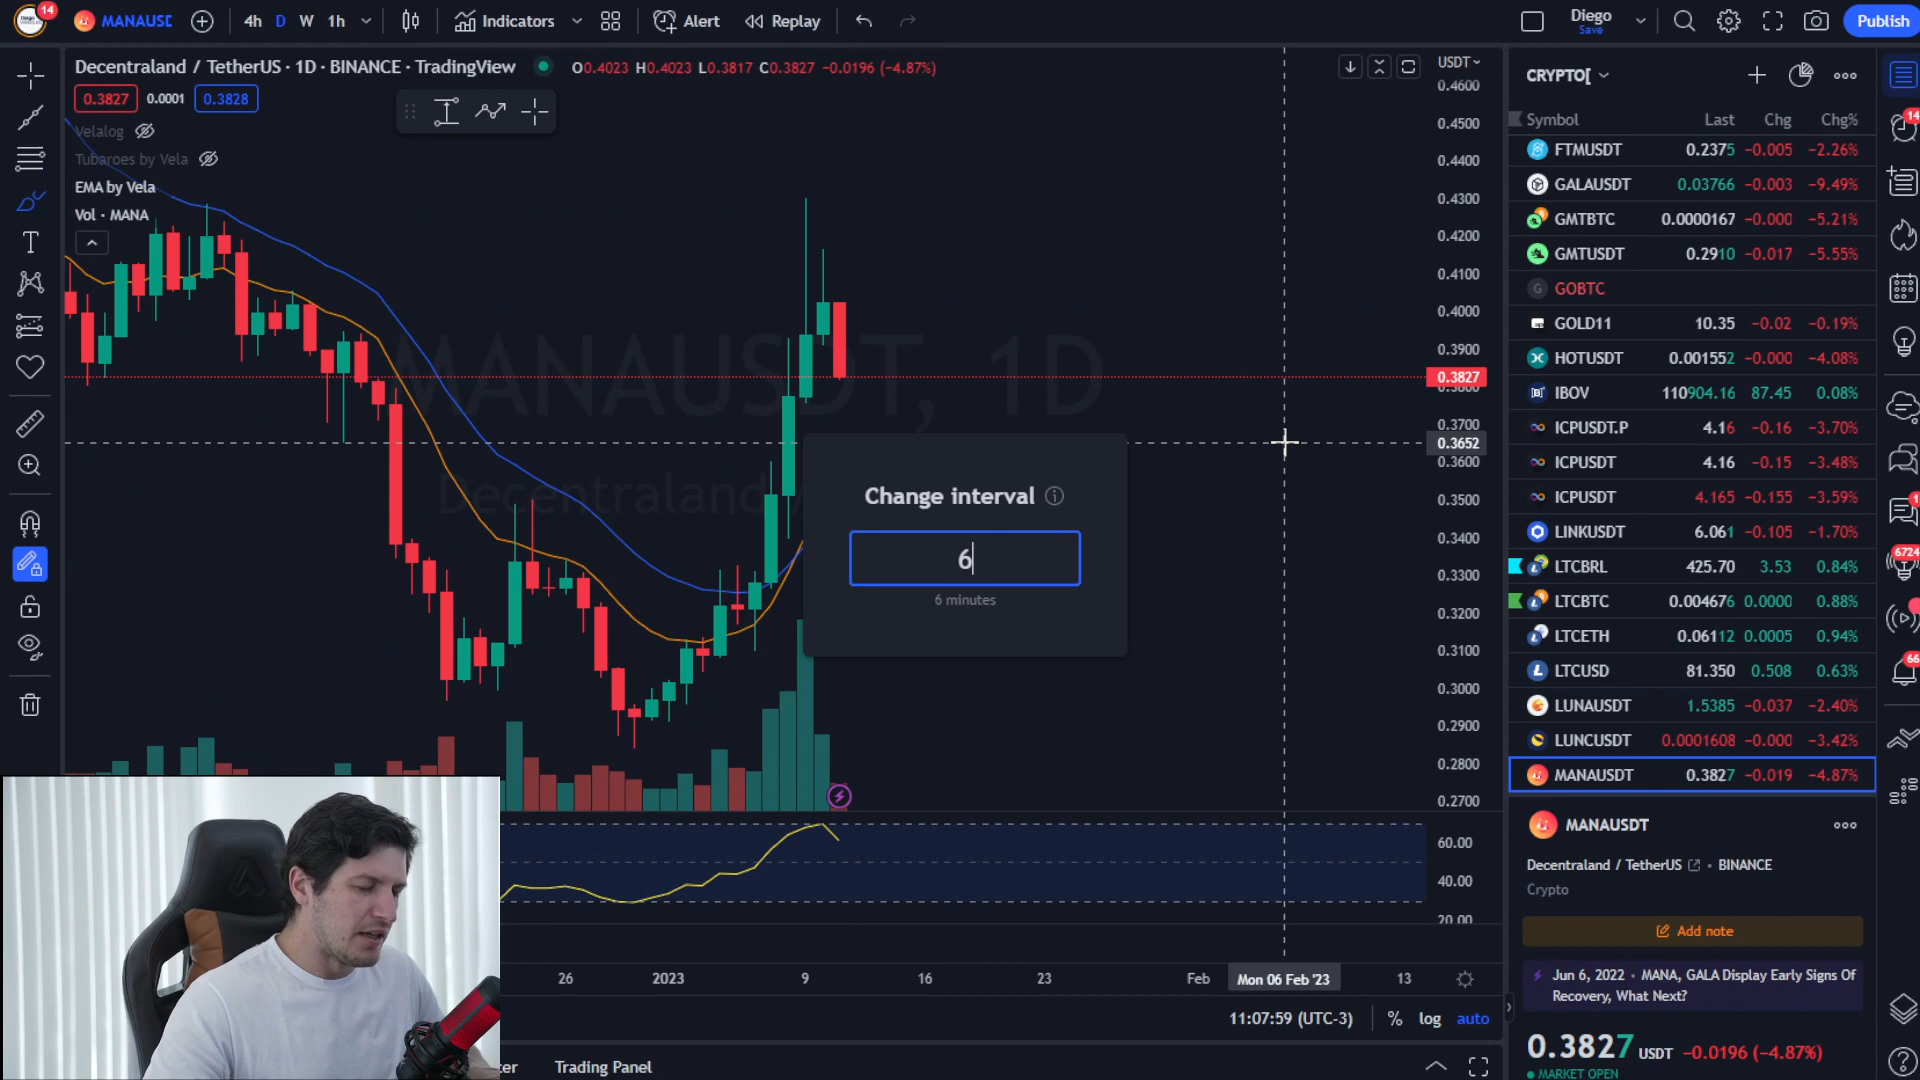 14
MANAUSD
4h
D
W
1h
Indicators
Alert
Replay
Diego
Save
Publish
Decentraland / TetherUS · 1D · BINANCE · TradingView
O0.4023 H0.4023 L0.3817 C0.3827 −0.0196 (−4.87%)
0.3827
0.0001
0.3828
Velalog
Tubaroes by Vela
EMA by Vela
Vol · MANA
MANAUSDT, 1D
Decentraland
Change interval
6
6 minutes
USDT
0.4600
0.4500
0.4400
0.4300
0.4200
0.4100
0.4000
0.3900
0.3827
0.3800
0.3700
0.3652
0.3600
0.3500
0.3400
0.3300
0.3200
0.3100
0.3000
0.2900
0.2800
0.2700
60.00
40.00
20.00
26
2023
9
16
23
Feb
Mon 06 Feb '23
13
11:07:59 (UTC-3)
%
log
auto
Trading Panel
CRYPTO[
Symbol Last Chg Chg%
FTMUSDT 0.2375 −0.005 −2.26%
GALAUSDT 0.03766 −0.003 −9.49%
GMTBTC 0.0000167 −0.000 −5.21%
GMTUSDT 0.2910 −0.017 −5.55%
G GOBTC
GOLD11 10.35 −0.02 −0.19%
HOTUSDT 0.001552 −0.000 −4.08%
IBOV 110904.16 87.45 0.08%
ICPUSDT.P 4.16 −0.16 −3.70%
ICPUSDT 4.16 −0.15 −3.48%
ICPUSDT 4.165 −0.155 −3.59%
LINKUSDT 6.061 −0.105 −1.70%
LTCBRL 425.70 3.53 0.84%
LTCBTC 0.004676 0.0000 0.88%
LTCETH 0.06112 0.0005 0.94%
LTCUSD 81.350 0.508 0.63%
LUNAUSDT 1.5385 −0.037 −2.40%
LUNCUSDT 0.0001608 −0.000 −3.42%
MANAUSDT 0.3827 −0.019 −4.87%
MANAUSDT
Decentraland / TetherUS • BINANCE
Crypto
Add note
Jun 6, 2022 • MANA, GALA Display Early Signs Of
Recovery, What Next?
0.3827 USDT −0.0196 (−4.87%)
MARKET OPEN
14
1
6724
66